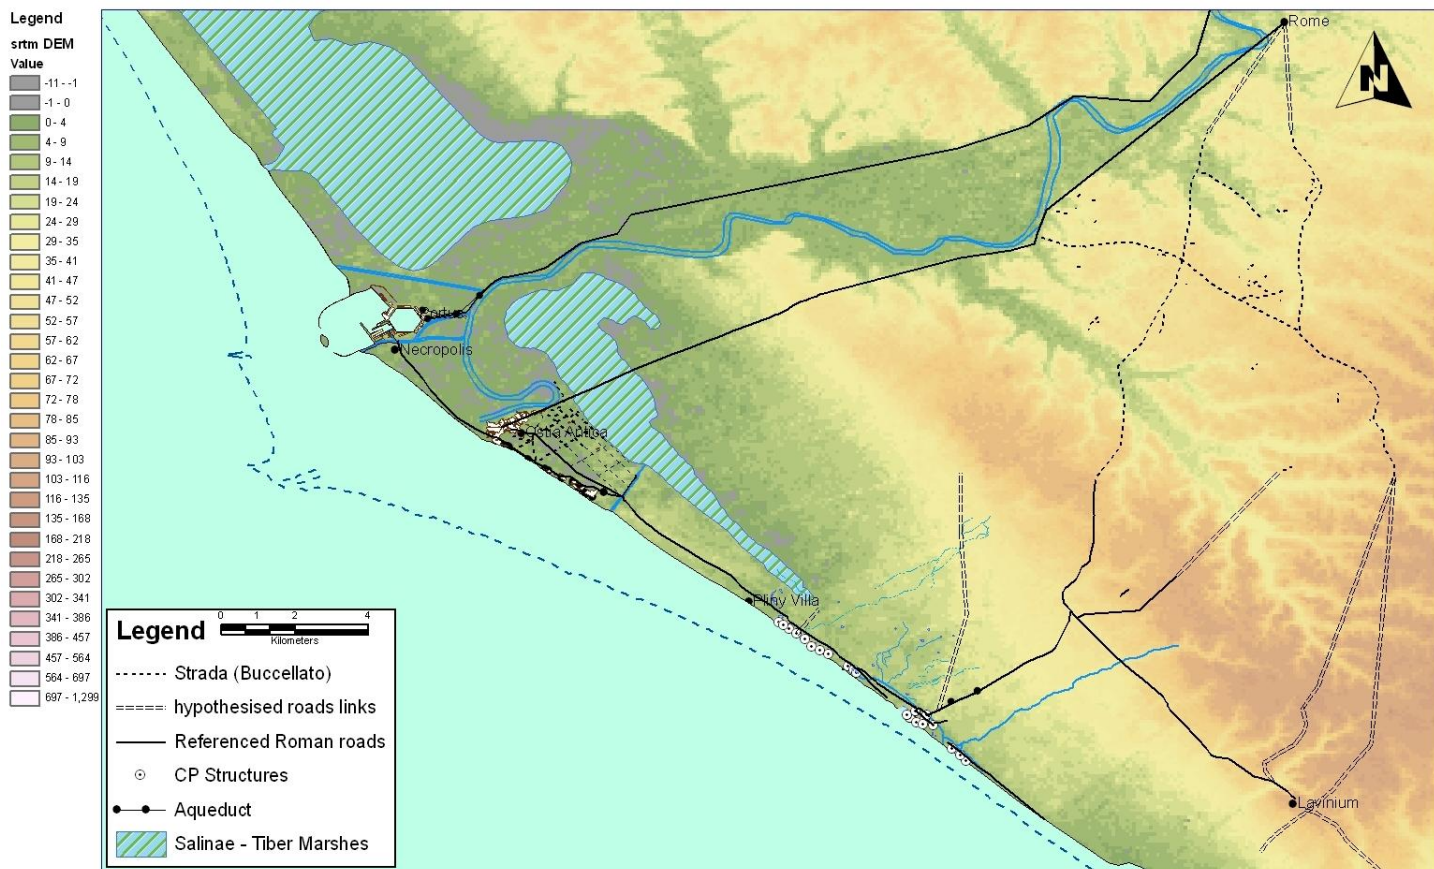 Legend
srtm DEM
Value
-11 - -1
-1 - 0
0 - 4
4 - 9
9 - 14
14 - 19
19 - 24
24 - 29
29 - 35
35 - 41
41 - 47
47 - 52
52 - 57
57 - 62
62 - 67
67 - 72
72 - 78
78 - 85
85 - 93
93 - 103
103 - 116
116 - 135
135 - 168
168 - 218
218 - 265
265 - 302
302 - 341
341 - 386
386 - 457
457 - 564
564 - 697
697 - 1,299
Rome
N
Portus
Necropolis
Ostia Antica
Pliny Villa
Lavinium
Legend
0 1 2 4
Kilometers
Strada (Buccellato)
hypothesised roads links
Referenced Roman roads
CP Structures
Aqueduct
Salinae - Tiber Marshes